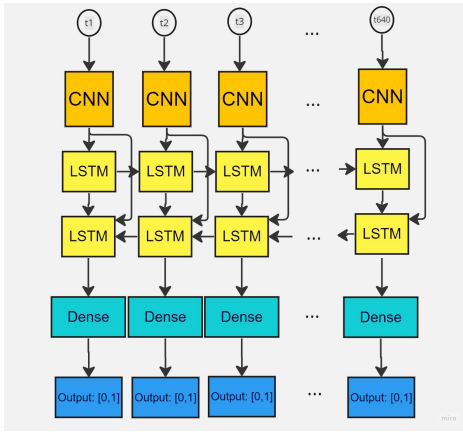 t1 t2 t3 ... t640
CNN CNN CNN ... CNN
LSTM LSTM LSTM ... LSTM
LSTM LSTM LSTM ... LSTM
Dense Dense Dense ... Dense
Output: [0,1] Output: [0,1] Output: [0,1] ... Output: [0,1]
miro